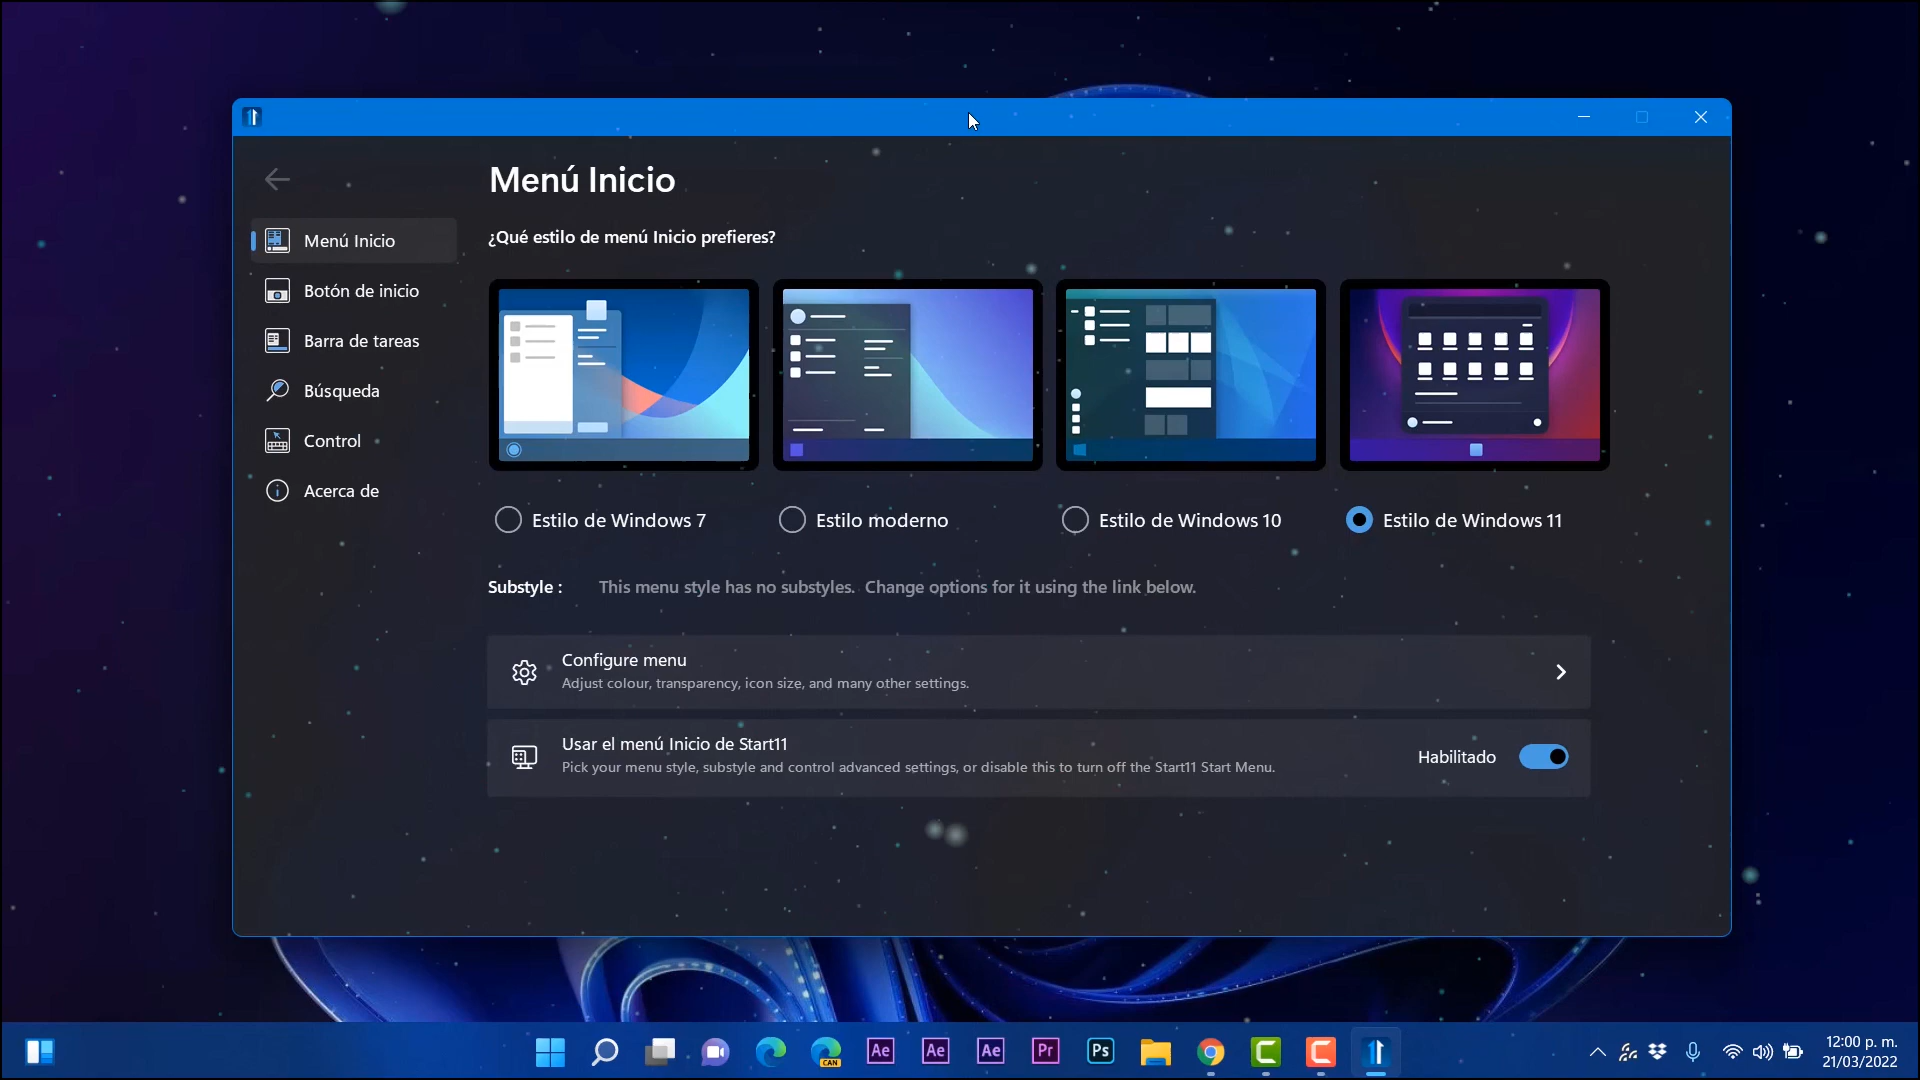 Menú Inicio
Menú Inicio
Botón de inicio
Barra de tareas
Búsqueda
Control
Acerca de
¿Qué estilo de menú Inicio prefieres?
Estilo de Windows 7
Estilo moderno
Estilo de Windows 10
Estilo de Windows 11
Substyle : This menu style has no substyles. Change options for it using the link below.
Configure menu
Adjust colour, transparency, icon size, and many other settings.
Usar el menú Inicio de Start11
Pick your menu style, substyle and control advanced settings, or disable this to turn off the Start11 Start Menu.
Habilitado
CAN
Ae
Ae
Ae
Pr
Ps
12:00 p. m.
21/03/2022